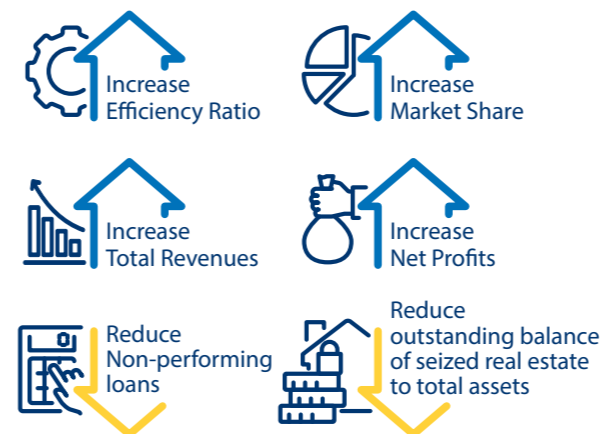 Increase
Efficiency Ratio
Increase
Market Share
Increase
Total Revenues
Increase
Net Profits
0
Reduce
Non-performing
loans
Reduce
outstanding balance
of seized real estate
to total assets